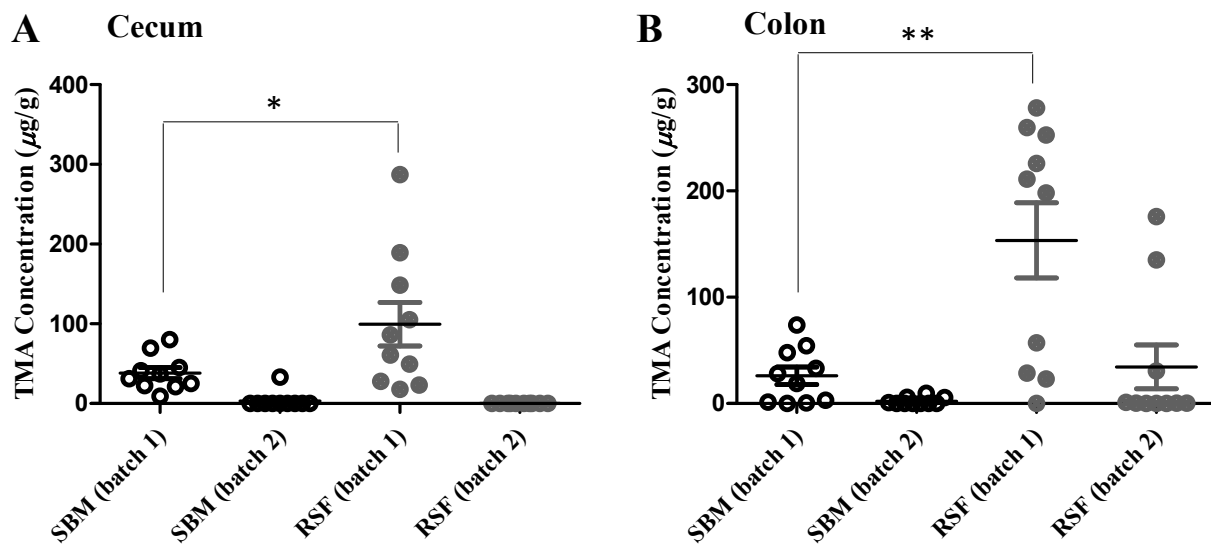 A Cecum
TMA Concentration (µg/g)
400
300
200
100
0
*
SBM (batch 1)
SBM (batch 2)
RSF (batch 1)
RSF (batch 2)
B Colon
TMA Concentration (µg/g)
300
200
100
0
**
SBM (batch 1)
SBM (batch 2)
RSF (batch 1)
RSF (batch 2)